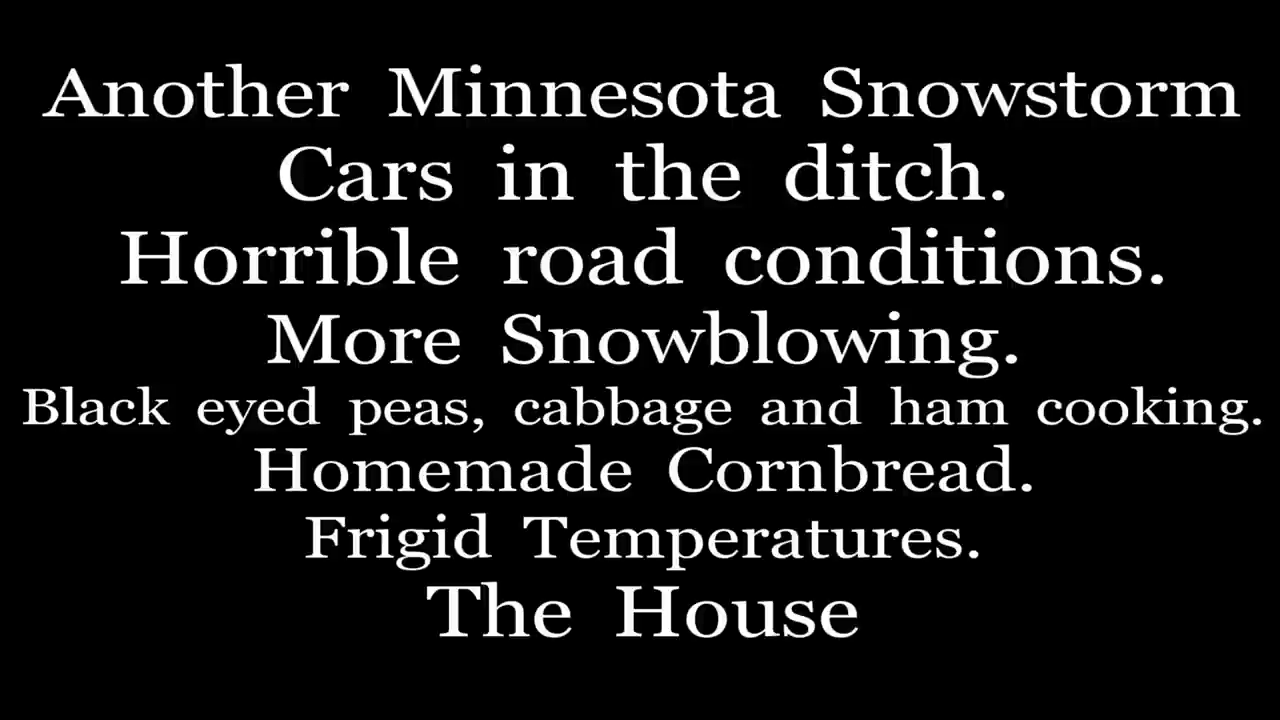 Another Minnesota Snowstorm
Cars in the ditch.
Horrible road conditions.
More Snowblowing.
Black eyed peas, cabbage and ham cooking.
Homemade Cornbread.
Frigid Temperatures.
The House